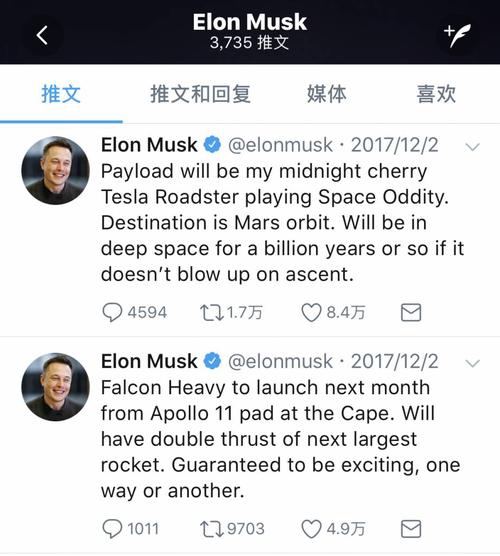 Elon Musk
3,735 推文
推文 推文和回复 媒体 喜欢
Elon Musk @elonmusk · 2017/12/2
Payload will be my midnight cherry
Tesla Roadster playing Space Oddity.
Destination is Mars orbit. Will be in
deep space for a billion years or so if it
doesn’t blow up on ascent.
4594 1.7万 8.4万
Elon Musk @elonmusk · 2017/12/2
Falcon Heavy to launch next month
from Apollo 11 pad at the Cape. Will
have double thrust of next largest
rocket. Guaranteed to be exciting, one
way or another.
1011 9703 4.9万